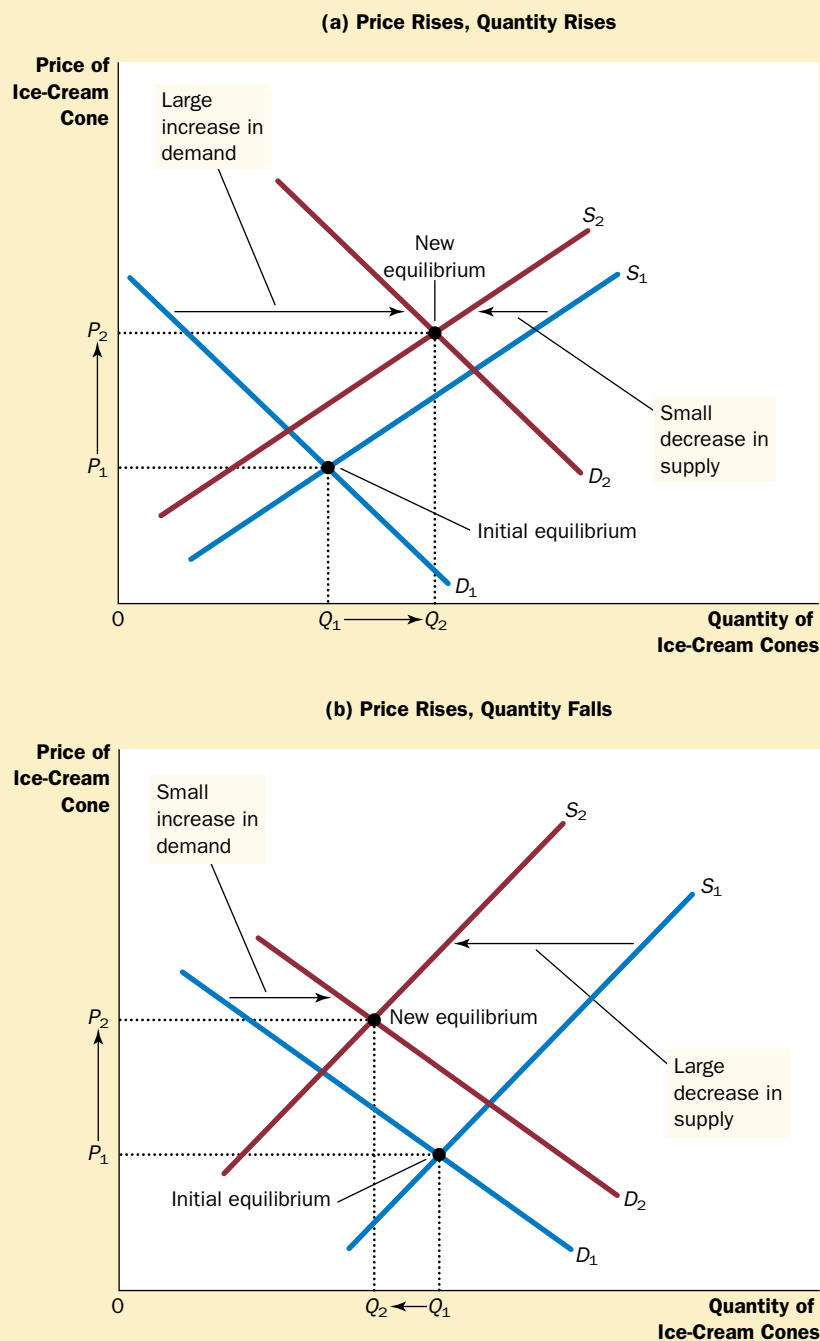 (a) Price Rises, Quantity Rises
Price of
Ice-Cream
Cone
Large
increase in
demand
S₂
New
equilibrium
S₁
P₂
Small
decrease in
supply
P₁
D₂
Initial equilibrium
D₁
0
Q₁
Q₂
Quantity of
Ice-Cream Cones
(b) Price Rises, Quantity Falls
Price of
Ice-Cream
Cone
Small
increase in
demand
S₂
S₁
P₂
New equilibrium
Large
decrease in
supply
P₁
Initial equilibrium
D₂
D₁
0
Q₂
Q₁
Quantity of
Ice-Cream Cones